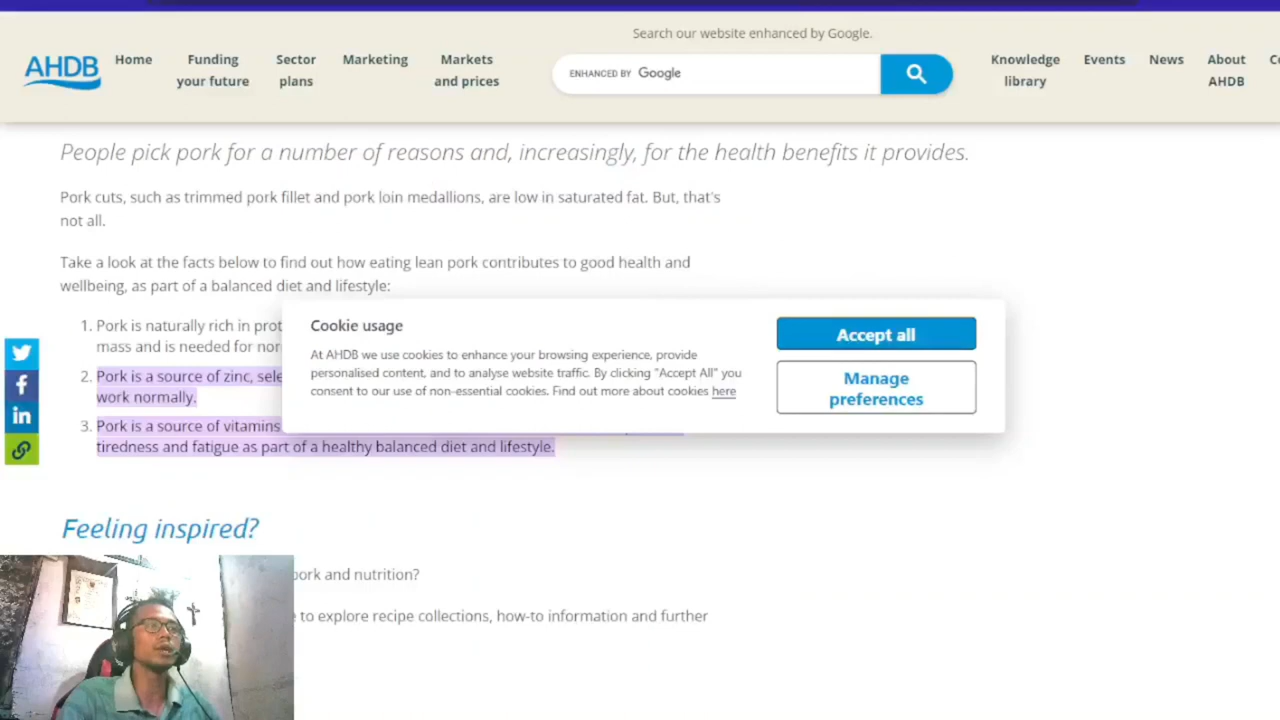 Search our website enhanced by Google.
AHDB
Home
Funding
your future
Sector
plans
Marketing
Markets
and prices
ENHANCED BY Google
Knowledge
library
Events
News
About
AHDB
People pick pork for a number of reasons and, increasingly, for the health benefits it provides.
Pork cuts, such as trimmed pork fillet and pork loin medallions, are low in saturated fat. But, that's
not all.
Take a look at the facts below to find out how eating lean pork contributes to good health and
wellbeing, as part of a balanced diet and lifestyle:
1. Pork is naturally rich in prot
mass and is needed for nor
2. Pork is a source of zinc, sele
work normally.
3. Pork is a source of vitamins
tiredness and fatigue as part of a healthy balanced diet and lifestyle.
Cookie usage
At AHDB we use cookies to enhance your browsing experience, provide
personalised content, and to analyse website traffic. By clicking "Accept All" you
consent to our use of non-essential cookies. Find out more about cookies here
Accept all
Manage
preferences
Feeling inspired?
pork and nutrition?
to explore recipe collections, how-to information and further